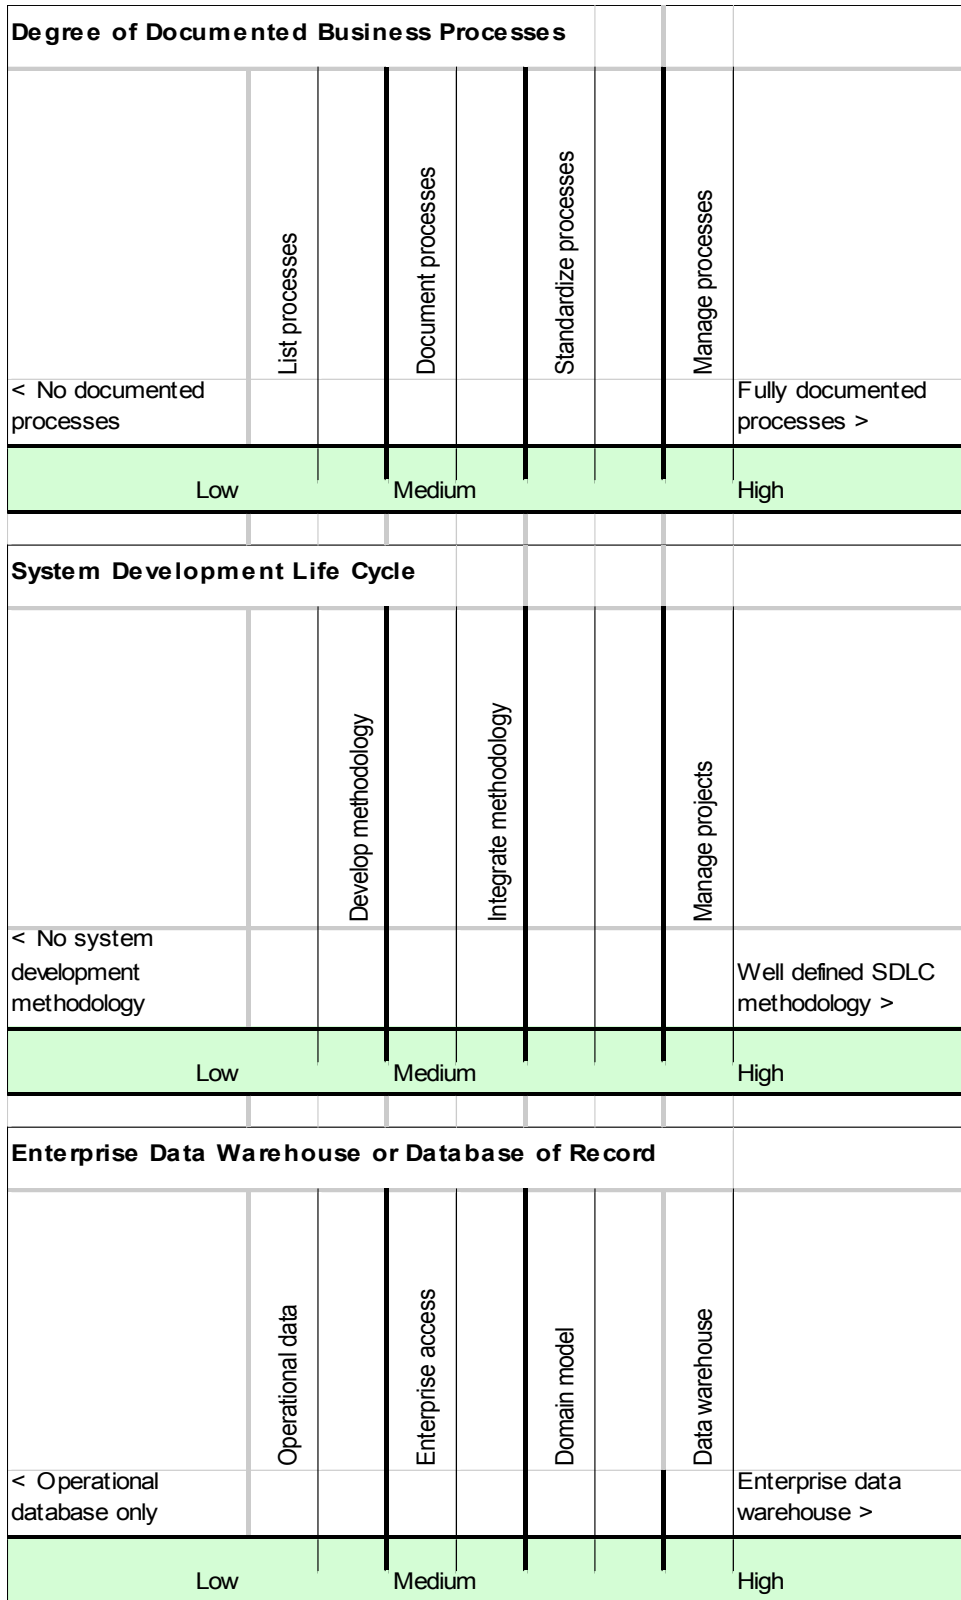 Degree of Documented Business Processes
List processes
Document processes
Standardize processes
Manage processes
< No documented
processes
Fully documented
processes >
Low
Medium
High
System Development Life Cycle
Develop methodology
Integrate methodology
Manage projects
< No system
development
methodology
Well defined SDLC
methodology >
Low
Medium
High
Enterprise Data Warehouse or Database of Record
Operational data
Enterprise access
Domain model
Data warehouse
< Operational
database only
Enterprise data
warehouse >
Low
Medium
High